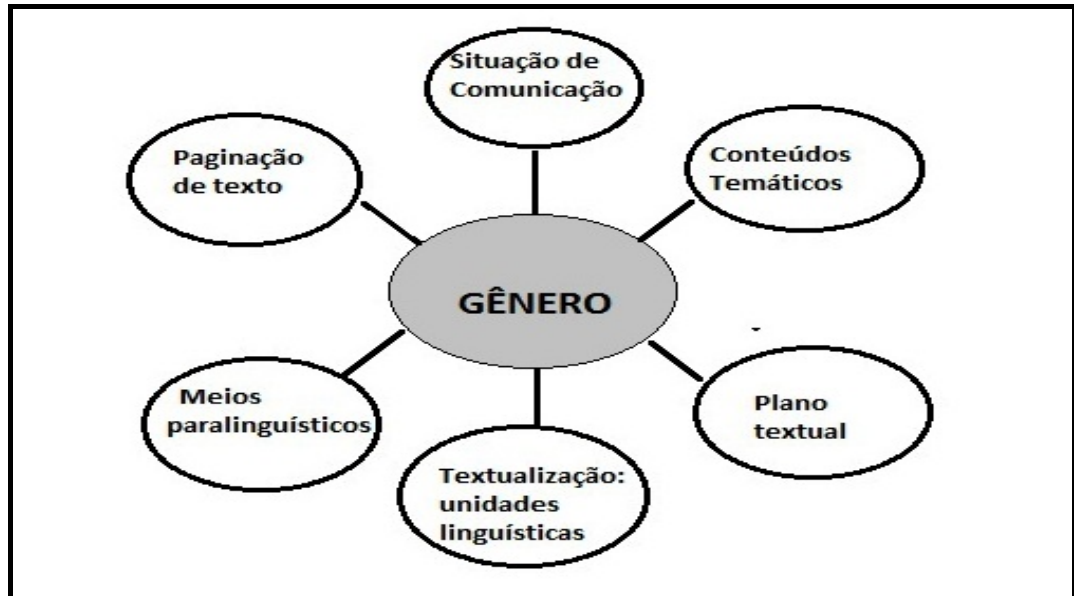 Situação de
Comunicação
Conteúdos
Temáticos
Paginação
de texto
GÊNERO
Plano
textual
Meios
paralinguísticos
Textualização:
unidades
linguísticas